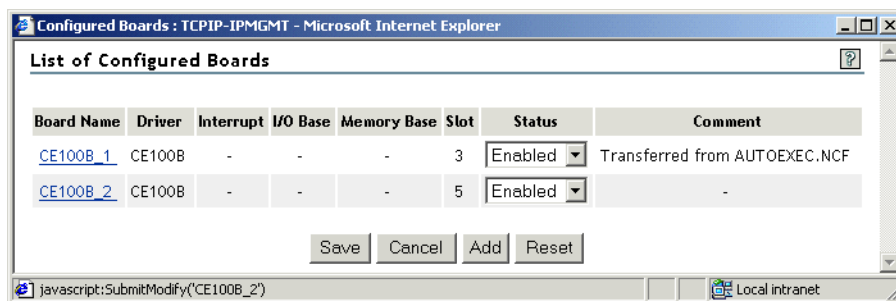 Configured Boards : TCPIP-IPMGMT - Microsoft Internet Explorer
List of Configured Boards
?
Board Name Driver Interrupt I/O Base Memory Base Slot Status Comment
CE100B_1 CE100B - - - 3 Enabled Transferred from AUTOEXEC.NCF
CE100B_2 CE100B - - - 5 Enabled -
Save Cancel Add Reset
javascript:SubmitModify('CE100B_2') Local intranet